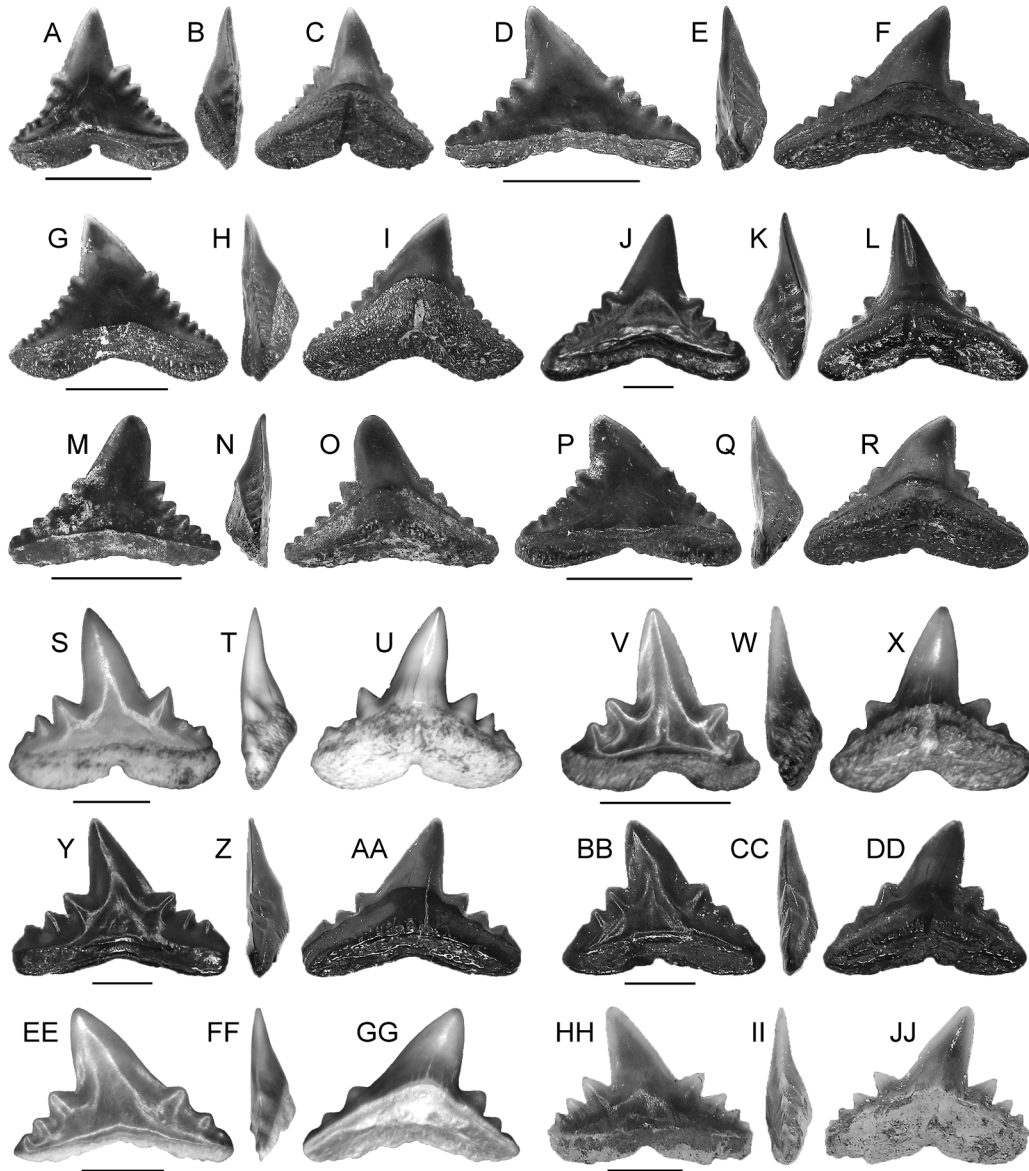 A B C D E F
G H I J K L
M N O P Q R
S T U V W X
Y Z AA BB CC DD
EE FF GG HH II JJ